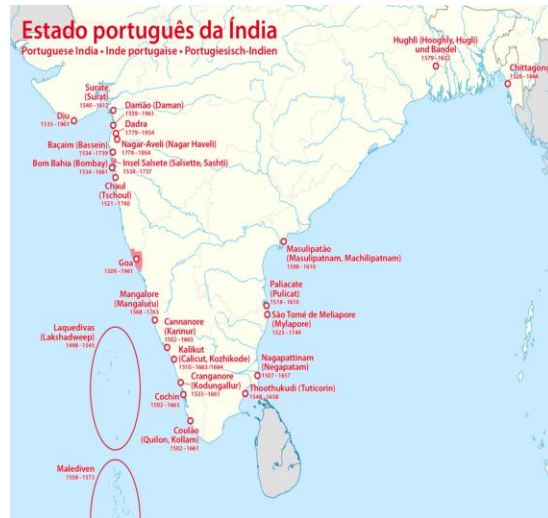 Estado português da Índia
Portuguese India • Inde portugaise • Portugiesisch-Indien
Hughli (Hooghly, Hugli)
und Bandel
1579-1632
Chittagong
1528-1666
Surate
(Surat)
1540-1612
Damão (Daman)
1559-1961
Diu
1535-1961
Dadra
1779-1954
Baçaim (Bassein)
1534-1739
Nagar-Aveli (Nagar Haveli)
1779-1954
Bom Bahia (Bombay)
1534-1661
Insel Salsete (Salsette, Sashti)
1534-1737
Chaul
(Tschoul)
1521-1740
Goa
1509-1961
Masulipatão
(Masulipatnam, Machilipatnam)
1598-1610
Mangalore
(Mangaluru)
1568-1763
Paliacate
(Pulicat)
1518-1610
São Tomé de Meliapore
(Mylapore)
1523-1749
Laquedivas
(Lakshadweep)
1498-1545
Cannanore
(Kannur)
1502-1663
Kalikut
(Calicut, Kozhikode)
1510-1663/1664
Nagapattinam
(Negapatam)
1507-1657
Cranganore
(Kodungallur)
1523-1661
Thoothukudi (Tuticorin)
1548-1658
Cochin
1502-1663
Coulão
(Quilon, Kollam)
1502-1661
Malediven
1558-1573